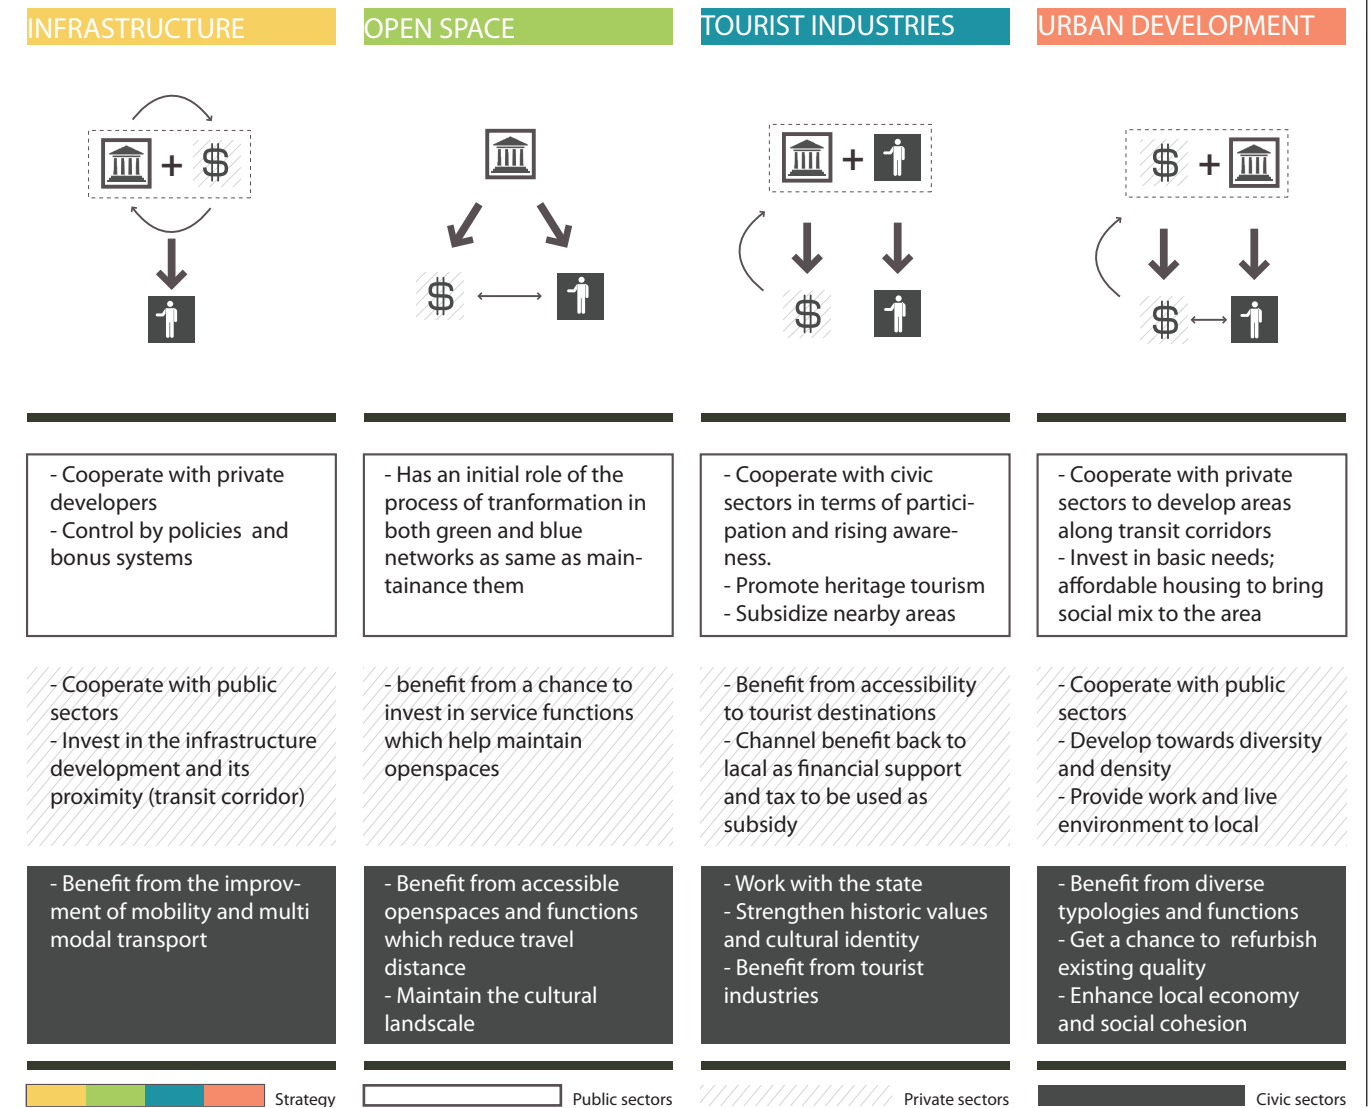 INFRASTRUCTURE
OPEN SPACE
TOURIST INDUSTRIES
URBAN DEVELOPMENT
+ $
$
+
$
$ +
$
- Cooperate with private
developers
- Control by policies and
bonus systems
- Has an initial role of the
process of tranformation in
both green and blue
networks as same as main-
tainance them
- Cooperate with civic
sectors in terms of partici-
pation and rising aware-
ness.
- Promote heritage tourism
- Subsidize nearby areas
- Cooperate with private
sectors to develop areas
along transit corridors
- Invest in basic needs;
affordable housing to bring
social mix to the area
- Cooperate with public
sectors
- Invest in the infrastructure
development and its
proximity (transit corridor)
- benefit from a chance to
invest in service functions
which help maintain
openspaces
- Benefit from accessibility
to tourist destinations
- Channel benefit back to
lacal as financial support
and tax to be used as
subsidy
- Cooperate with public
sectors
- Develop towards diversity
and density
- Provide work and live
environment to local
- Benefit from the improv-
ment of mobility and multi
modal transport
- Benefit from accessible
openspaces and functions
which reduce travel
distance
- Maintain the cultural
landscale
- Work with the state
- Strengthen historic values
and cultural identity
- Benefit from tourist
industries
- Benefit from diverse
typologies and functions
- Get a chance to refurbish
existing quality
- Enhance local economy
and social cohesion
Strategy
Public sectors
Private sectors
Civic sectors